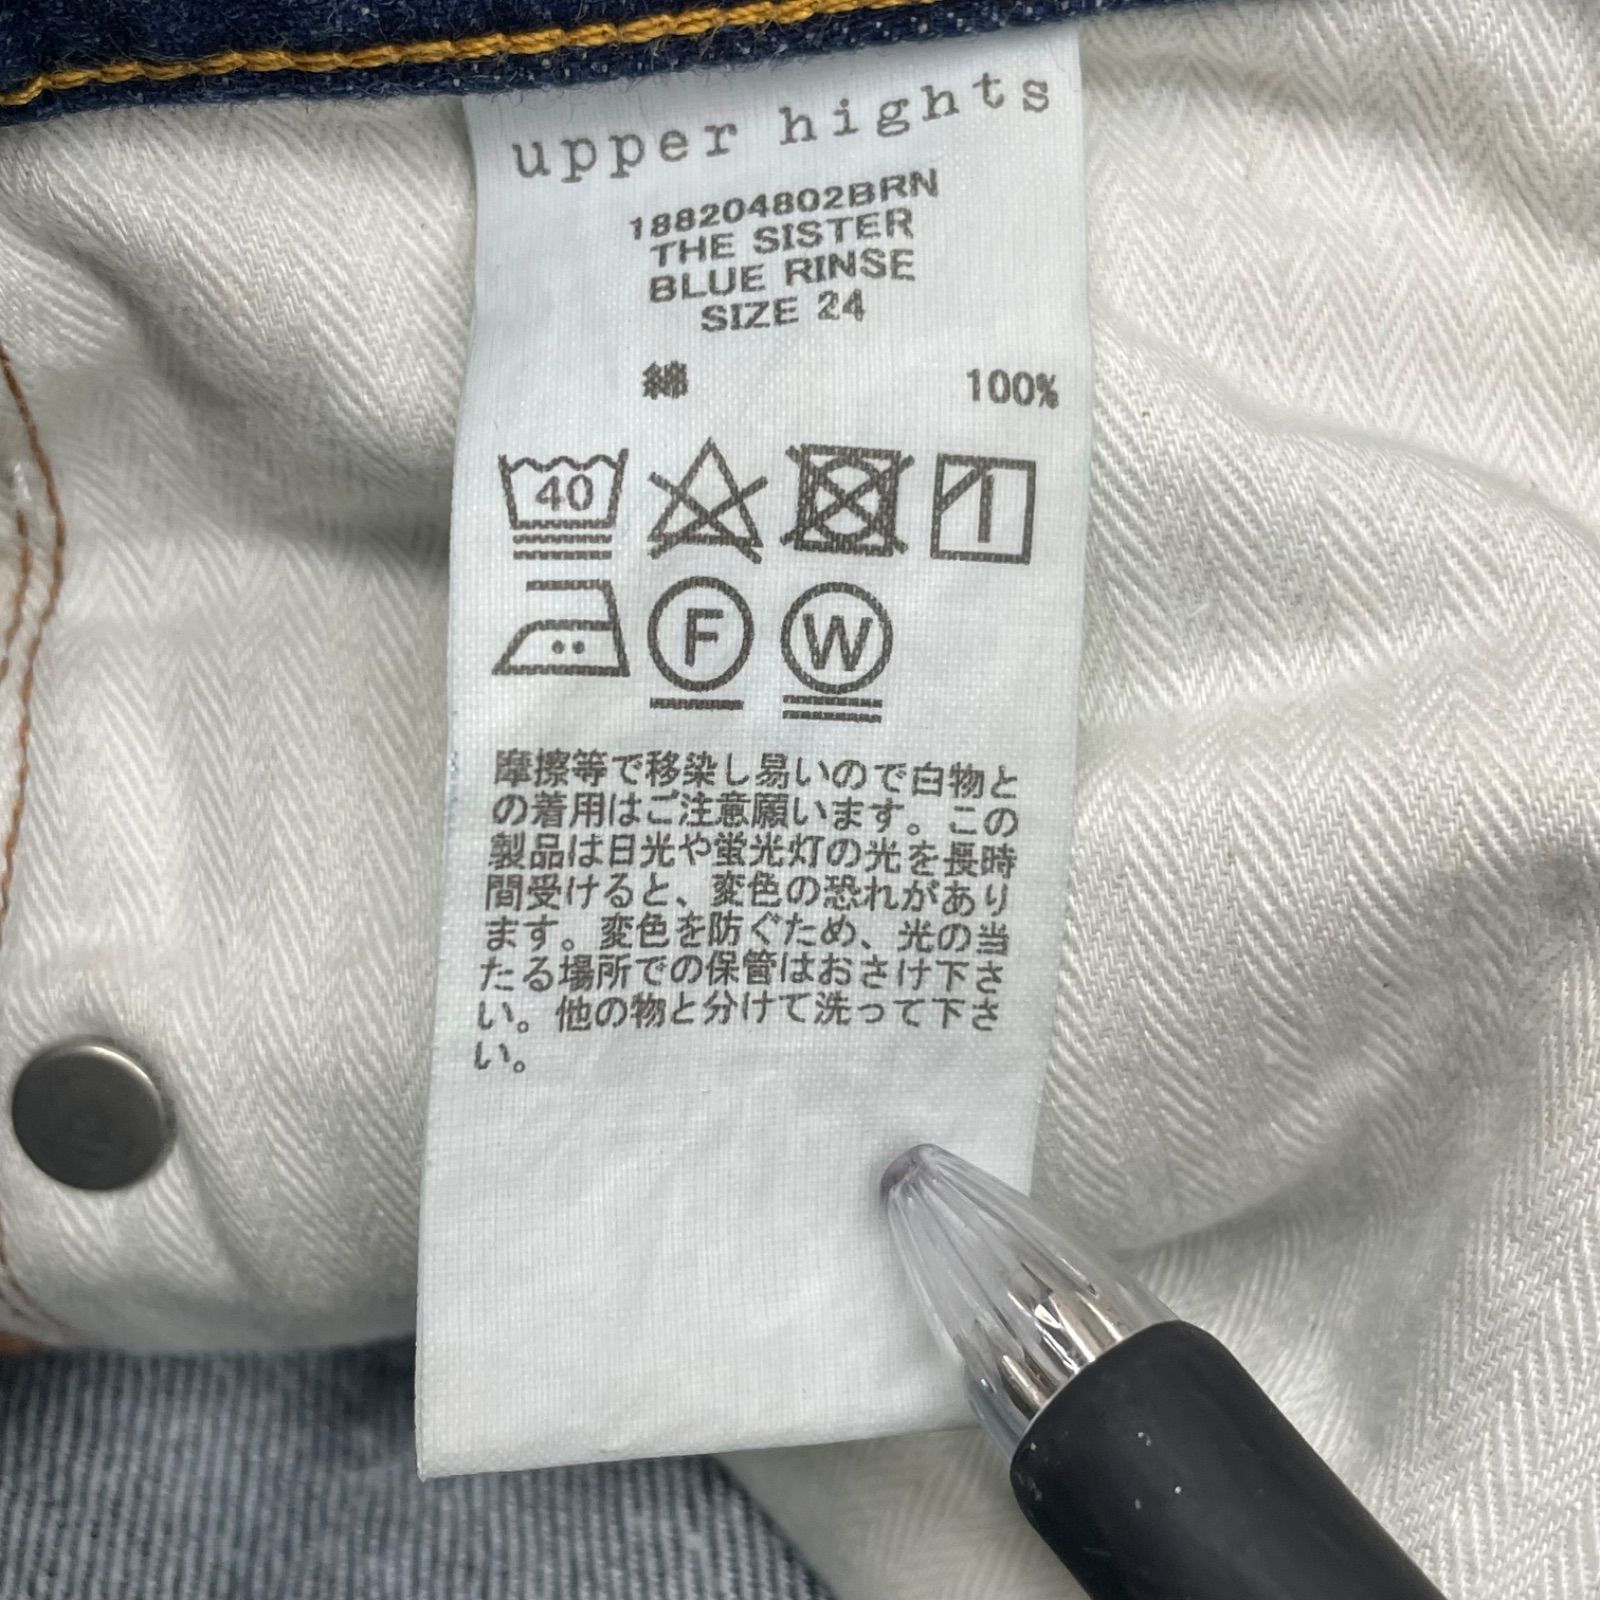 upper hights
188204802BRN
THE SISTER
BLUE RINSE
SIZE 24
綿 100%
40
F W
摩擦等で移染し易いので白物と
の着用はご注意願います。この
製品は日光や蛍光灯の光を長時
間受けると、変色の恐れがあり
ます。変色を防ぐため、光の当
たる場所での保管はおさけ下さ
い。他の物と分けて洗って下さ
い。